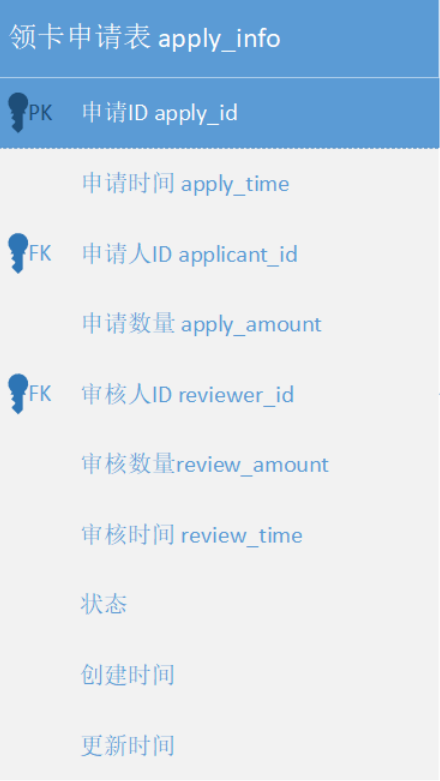 领卡申请表 apply_info
PK 申请ID apply_id
申请时间 apply_time
FK 申请人ID applicant_id
申请数量 apply_amount
FK 审核人ID reviewer_id
审核数量review_amount
审核时间 review_time
状态
创建时间
更新时间